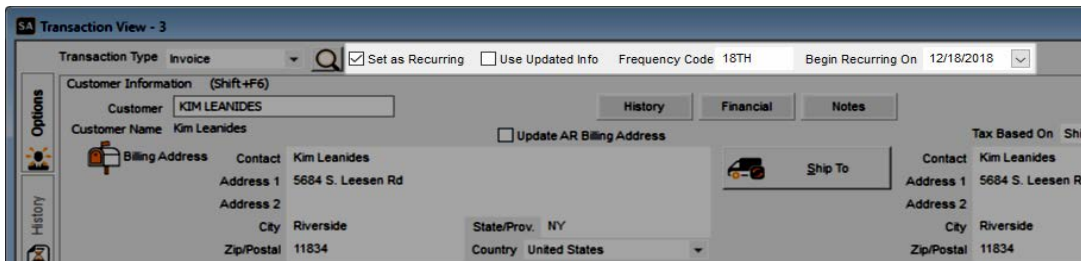 SA Transaction View - 3
Transaction Type Invoice Set as Recurring Use Updated Info Frequency Code 18TH Begin Recurring On 12/18/2018
Customer Information (Shift+F6)
Customer KIM LEANIDES History Financial Notes
Customer Name Kim Leanides Update AR Billing Address Tax Based On Shi
Billing Address Contact Kim Leanides Ship To Contact Kim Leanides
Address 1 5684 S. Leesen Rd Address 1 5684 S. Leesen R
Address 2 Address 2
City Riverside State/Prov. NY City Riverside
Zip/Postal 11834 Country United States Zip/Postal 11834
Options
History